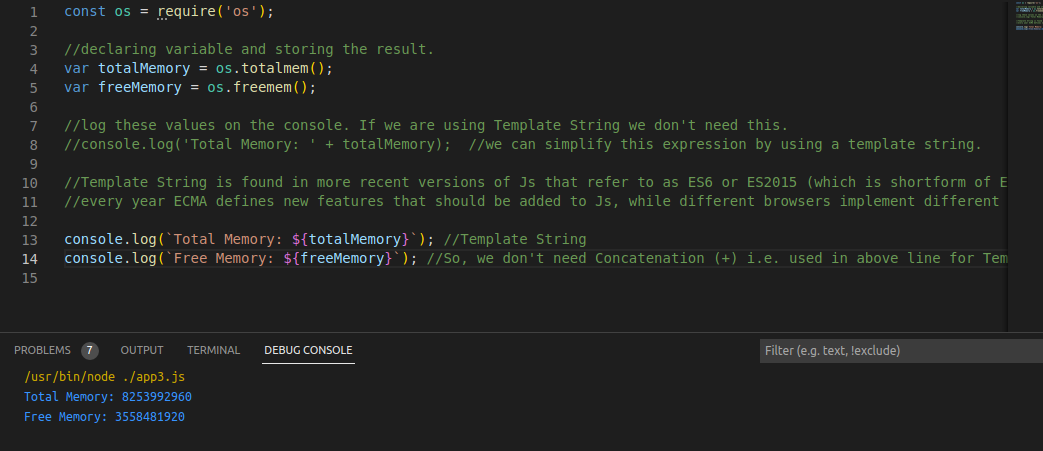 1 const os = require('os');
2
3 //declaring variable and storing the result.
4 var totalMemory = os.totalmem();
5 var freeMemory = os.freemem();
6
7 //log these values on the console. If we are using Template String we don't need this.
8 //console.log('Total Memory: ' + totalMemory);  //we can simplify this expression by using a template string.
9
10 //Template String is found in more recent versions of Js that refer to as ES6 or ES2015 (which is shortform of E
11 //every year ECMA defines new features that should be added to Js, while different browsers implement different
12
13 console.log(`Total Memory: ${totalMemory}`); //Template String
14 console.log(`Free Memory: ${freeMemory}`); //So, we don't need Concatenation (+) i.e. used in above line for Tem
15
PROBLEMS 7 OUTPUT TERMINAL DEBUG CONSOLE Filter (e.g. text, !exclude)
/usr/bin/node ./app3.js
Total Memory: 8253992960
Free Memory: 3558481920